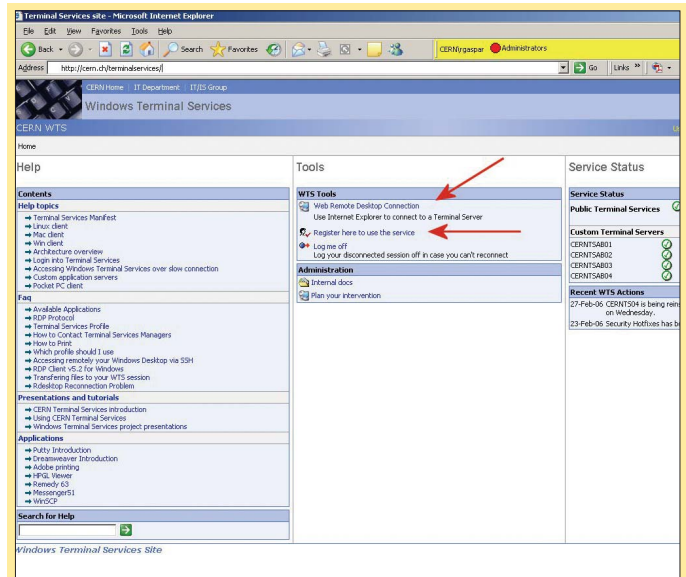 Terminal Services site - Microsoft Internet Explorer
File Edit View Favorites Tools Help
Back Search Favorites CERN\rgaspar Administrators
Address http://cern.ch/terminalservices/ Go Links »
CERN Home | IT Department | IT/IS Group
Windows Terminal Services
CERN WTS
Home
Help
Contents
Help topics
Terminal Services Manifest
Linux client
Mac client
Win client
Architecture overview
Login into Terminal Services
Accessing Windows Terminal Services over slow connection
Custom application servers
Pocket PC client
Faq
Available Applications
RDP Protocol
Terminal Services Profile
How to Contact Terminal Services Managers
How to Print
Which profile should I use
Accessing remotely your Windows Desktop via SSH
RDP Client v5.2 for Windows
Transfering files to your WTS session
Rdesktop Reconnection Problem
Presentations and tutorials
CERN Terminal Services introduction
Using CERN Terminal Services
Windows Terminal Services project presentations
Applications
Putty Introduction
Dreamweaver Introduction
Adobe printing
HPGL Viewer
Remedy 63
Messenger51
WinSCP
Search for Help
Windows Terminal Services Site
Tools
WTS Tools
Web Remote Desktop Connection
Use Internet Explorer to connect to a Terminal Server
Register here to use the service
Log me off
Log your disconnected session off in case you can't reconnect
Administration
Internal docs
Plan your intervention
Service Status
Service Status
Public Terminal Services
Custom Terminal Servers
CERNTSAB01
CERNTSAB02
CERNTSAB03
CERNTSAB04
Recent WTS Actions
27-Feb-06 CERNTS04 is being reins
on Wednesday.
23-Feb-06 Security Hotfixes has b